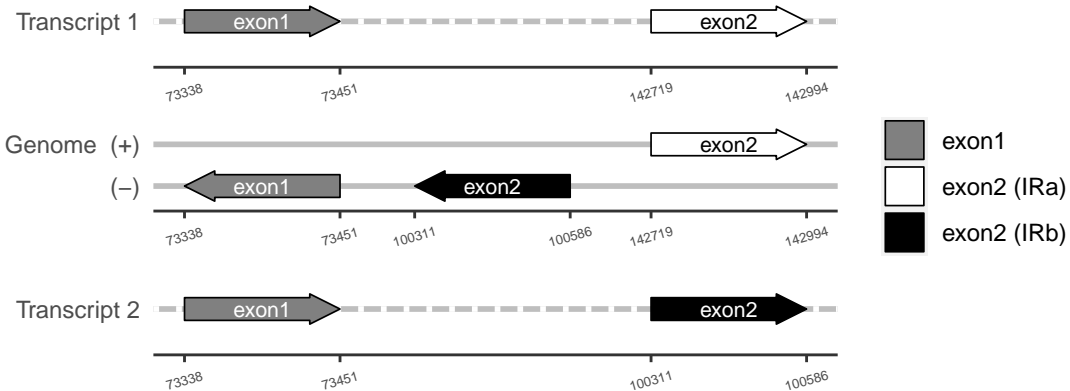 Transcript 1 exon1 exon2
73338 73451 142719 142994
Genome (+) exon2
(−) exon1 exon2
73338 73451 100311 100586 142719 142994
exon1
exon2 (IRa)
exon2 (IRb)
Transcript 2 exon1 exon2
73338 73451 100311 100586